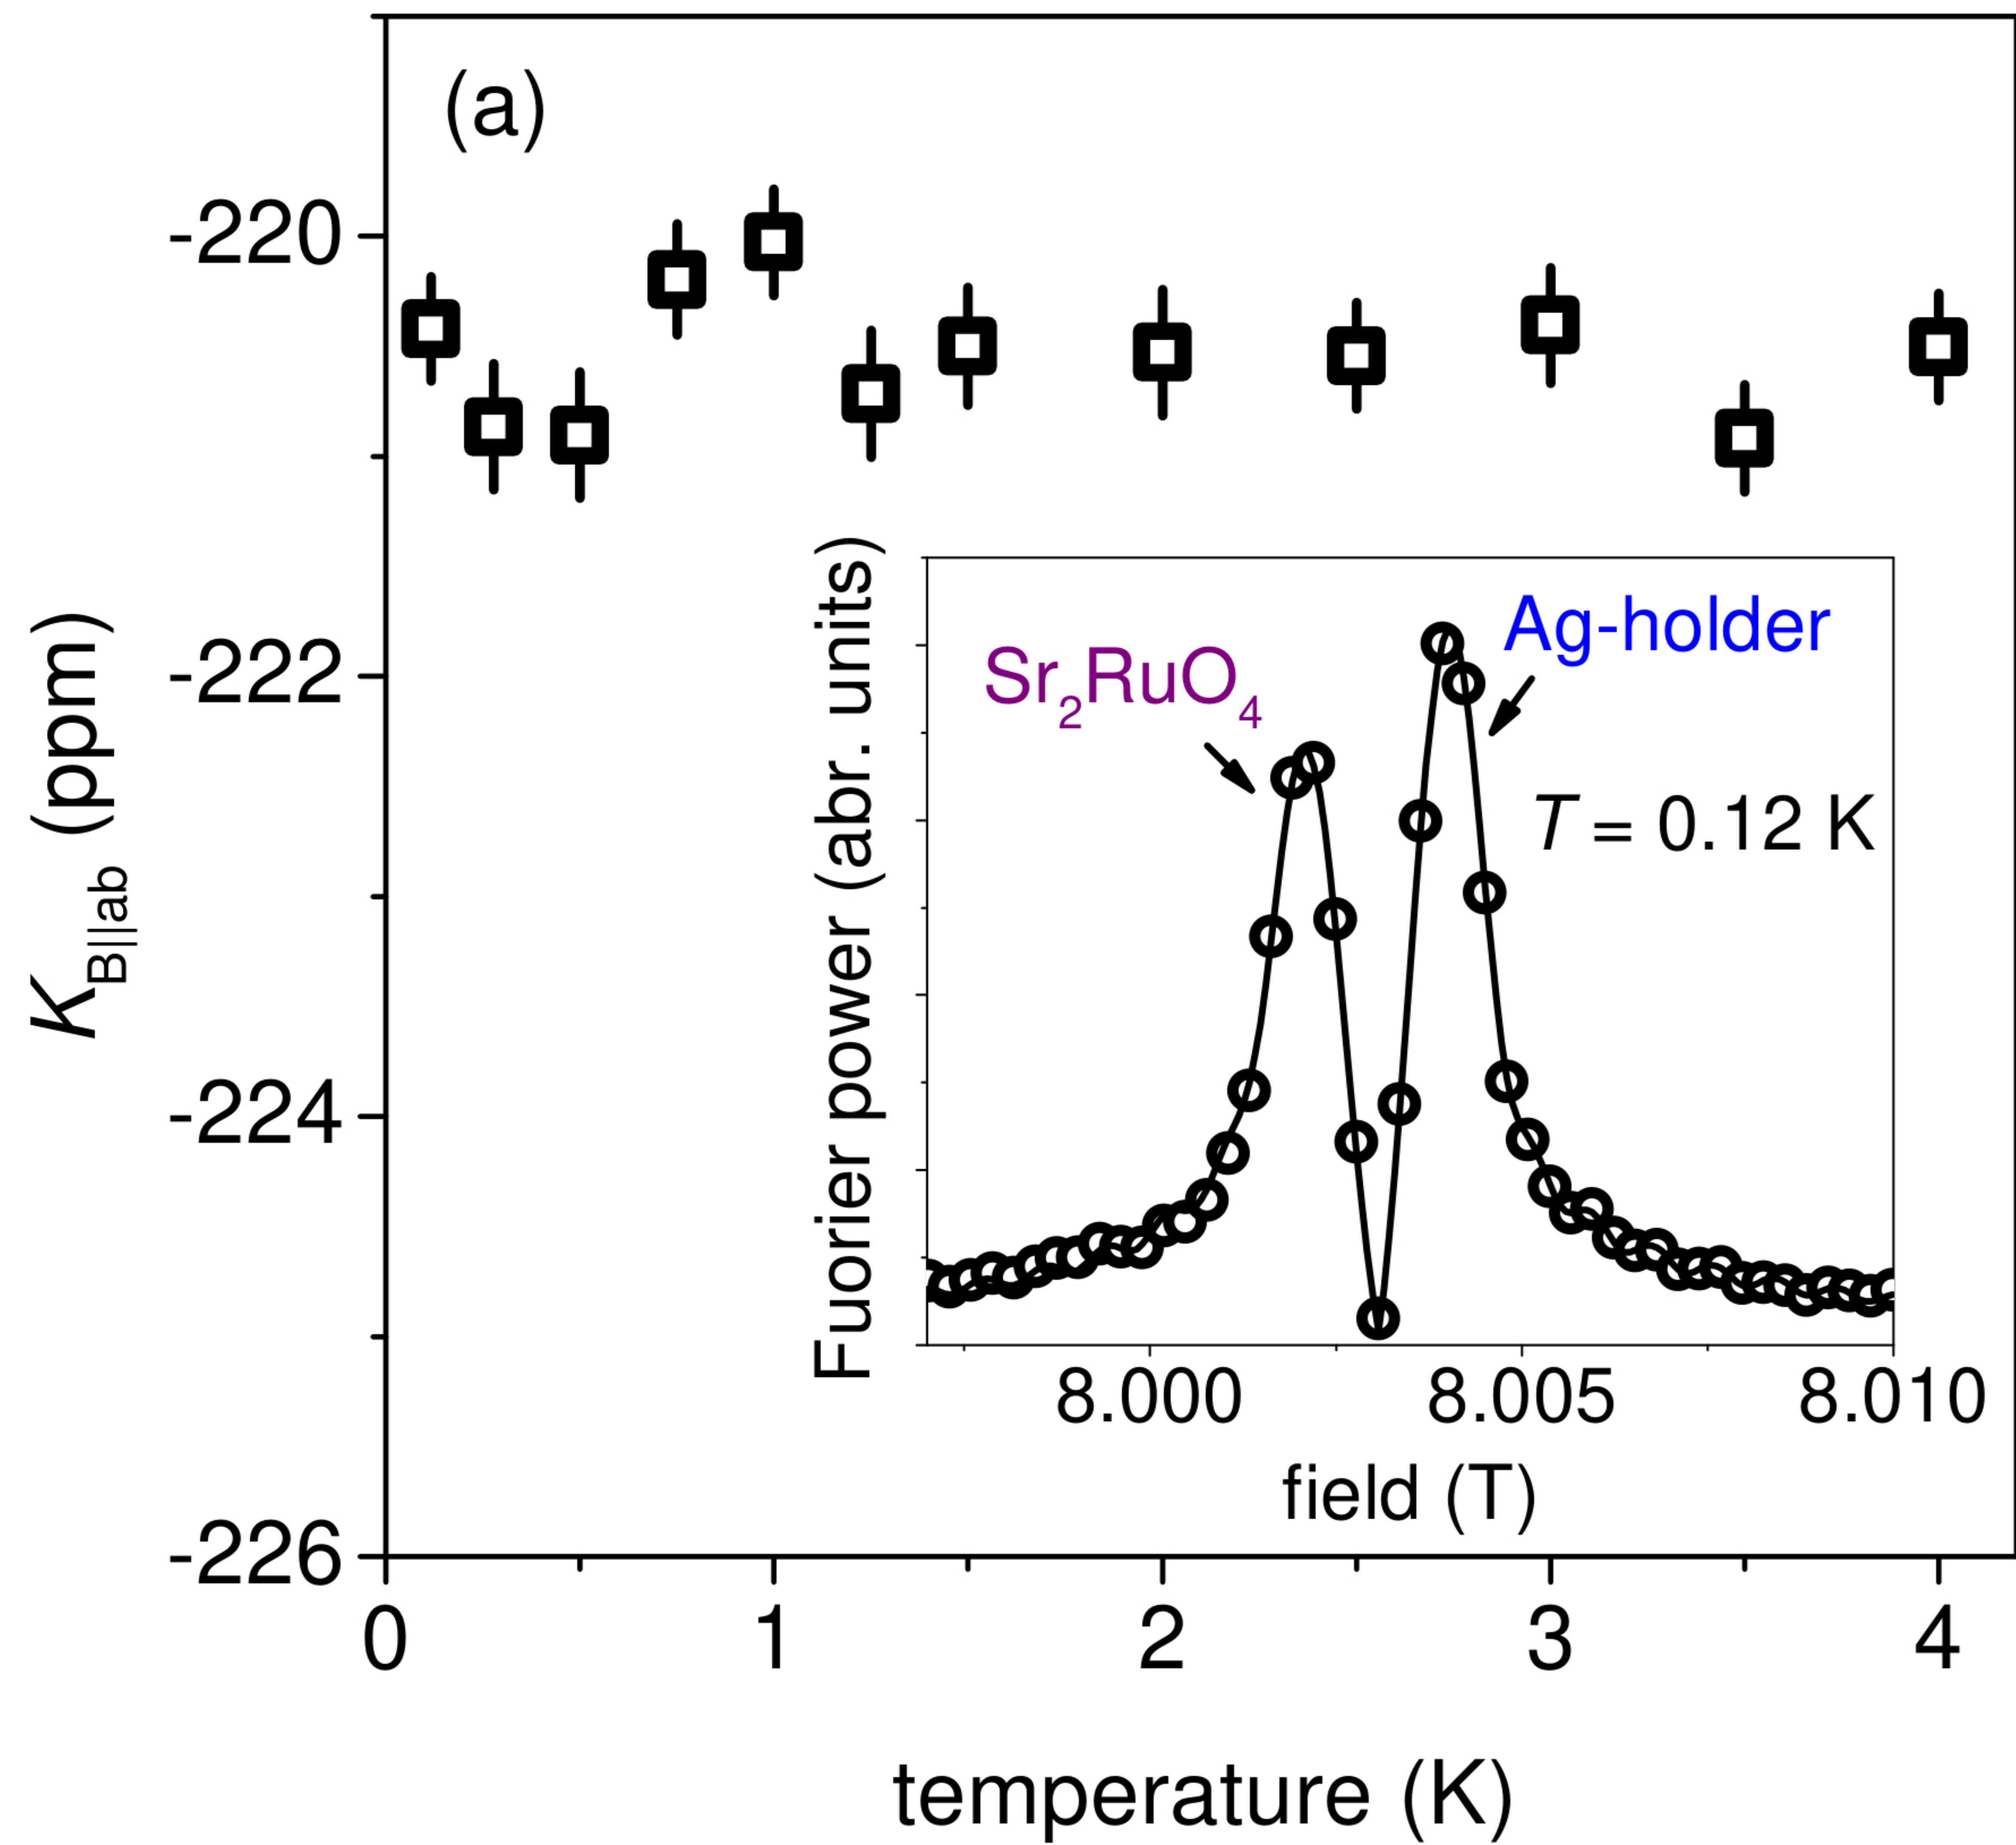 (a)
-220
-222
-224
-226
K_B||ab (ppm)
0 1 2 3 4
temperature (K)
Fuorier power (abr. units)
Sr₂RuO₄
Ag-holder
T = 0.12 K
8.000 8.005 8.010
field (T)